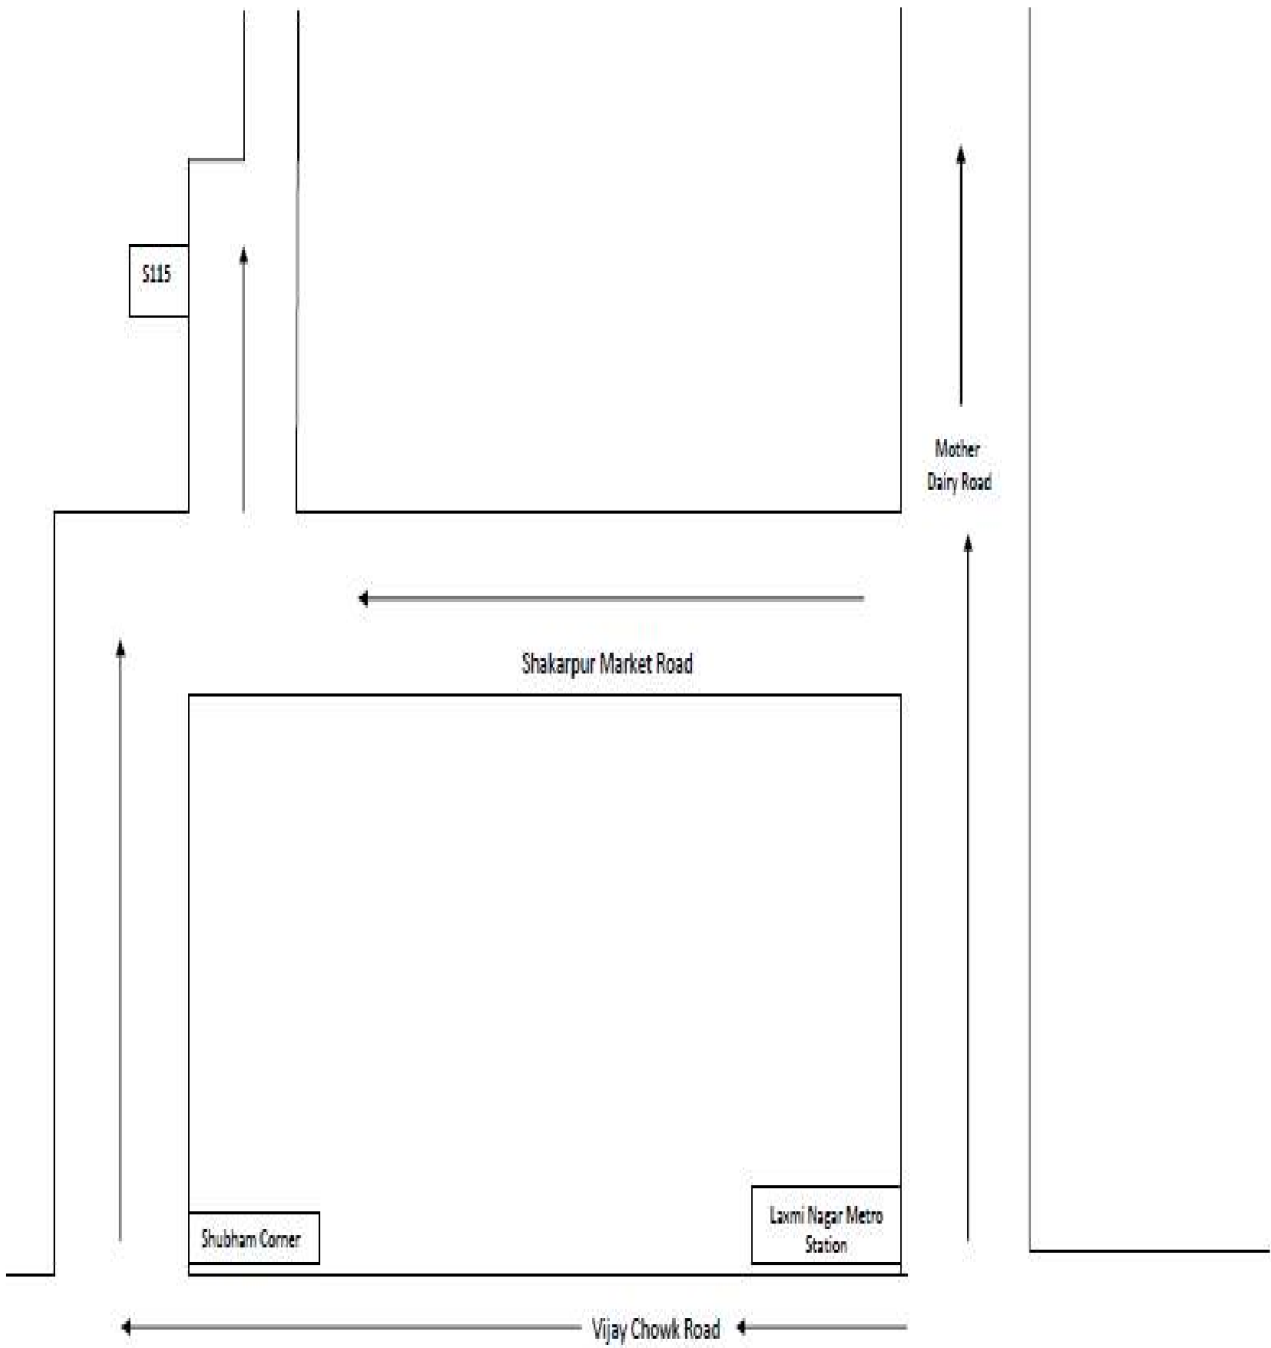 S115
Mother
Dairy Road
Shakarpur Market Road
Shubham Corner
Laxmi Nagar Metro
Station
Vijay Chowk Road